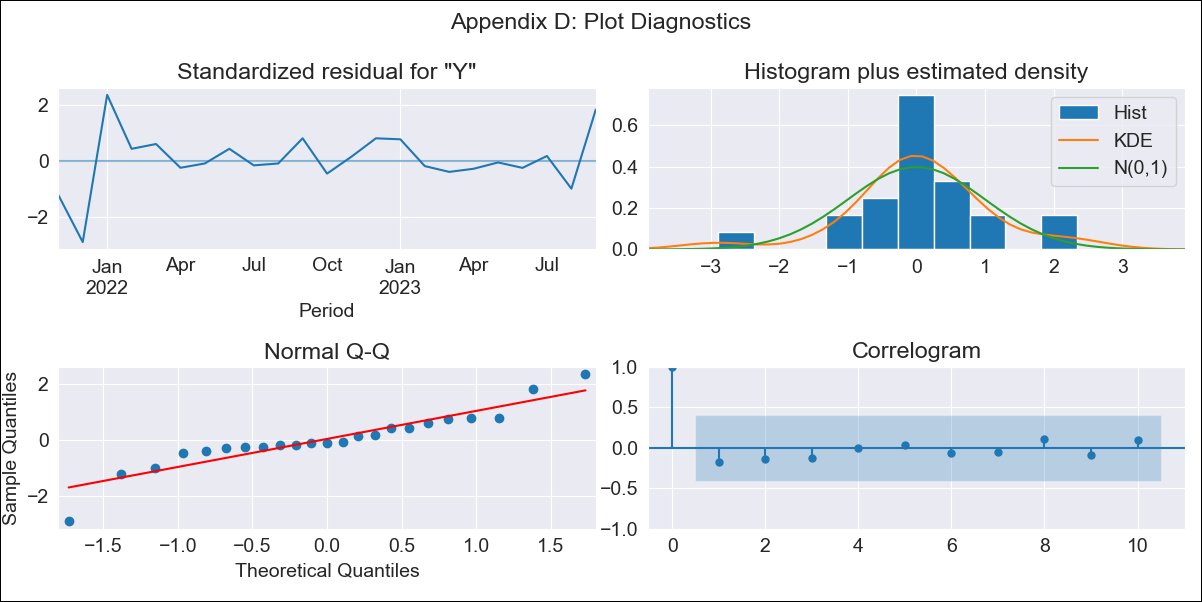 Appendix D: Plot Diagnostics
Standardized residual for "Y"
2
0
−2
Jan
2022
Apr
Jul
Oct
Jan
2023
Apr
Jul
Period
Histogram plus estimated density
0.6
0.4
0.2
0.0
−3
−2
−1
0
1
2
3
Hist
KDE
N(0,1)
Normal Q-Q
Sample Quantiles
2
0
−2
−1.5
−1.0
−0.5
0.0
0.5
1.0
1.5
Theoretical Quantiles
Correlogram
1.0
0.5
0.0
−0.5
−1.0
0
2
4
6
8
10